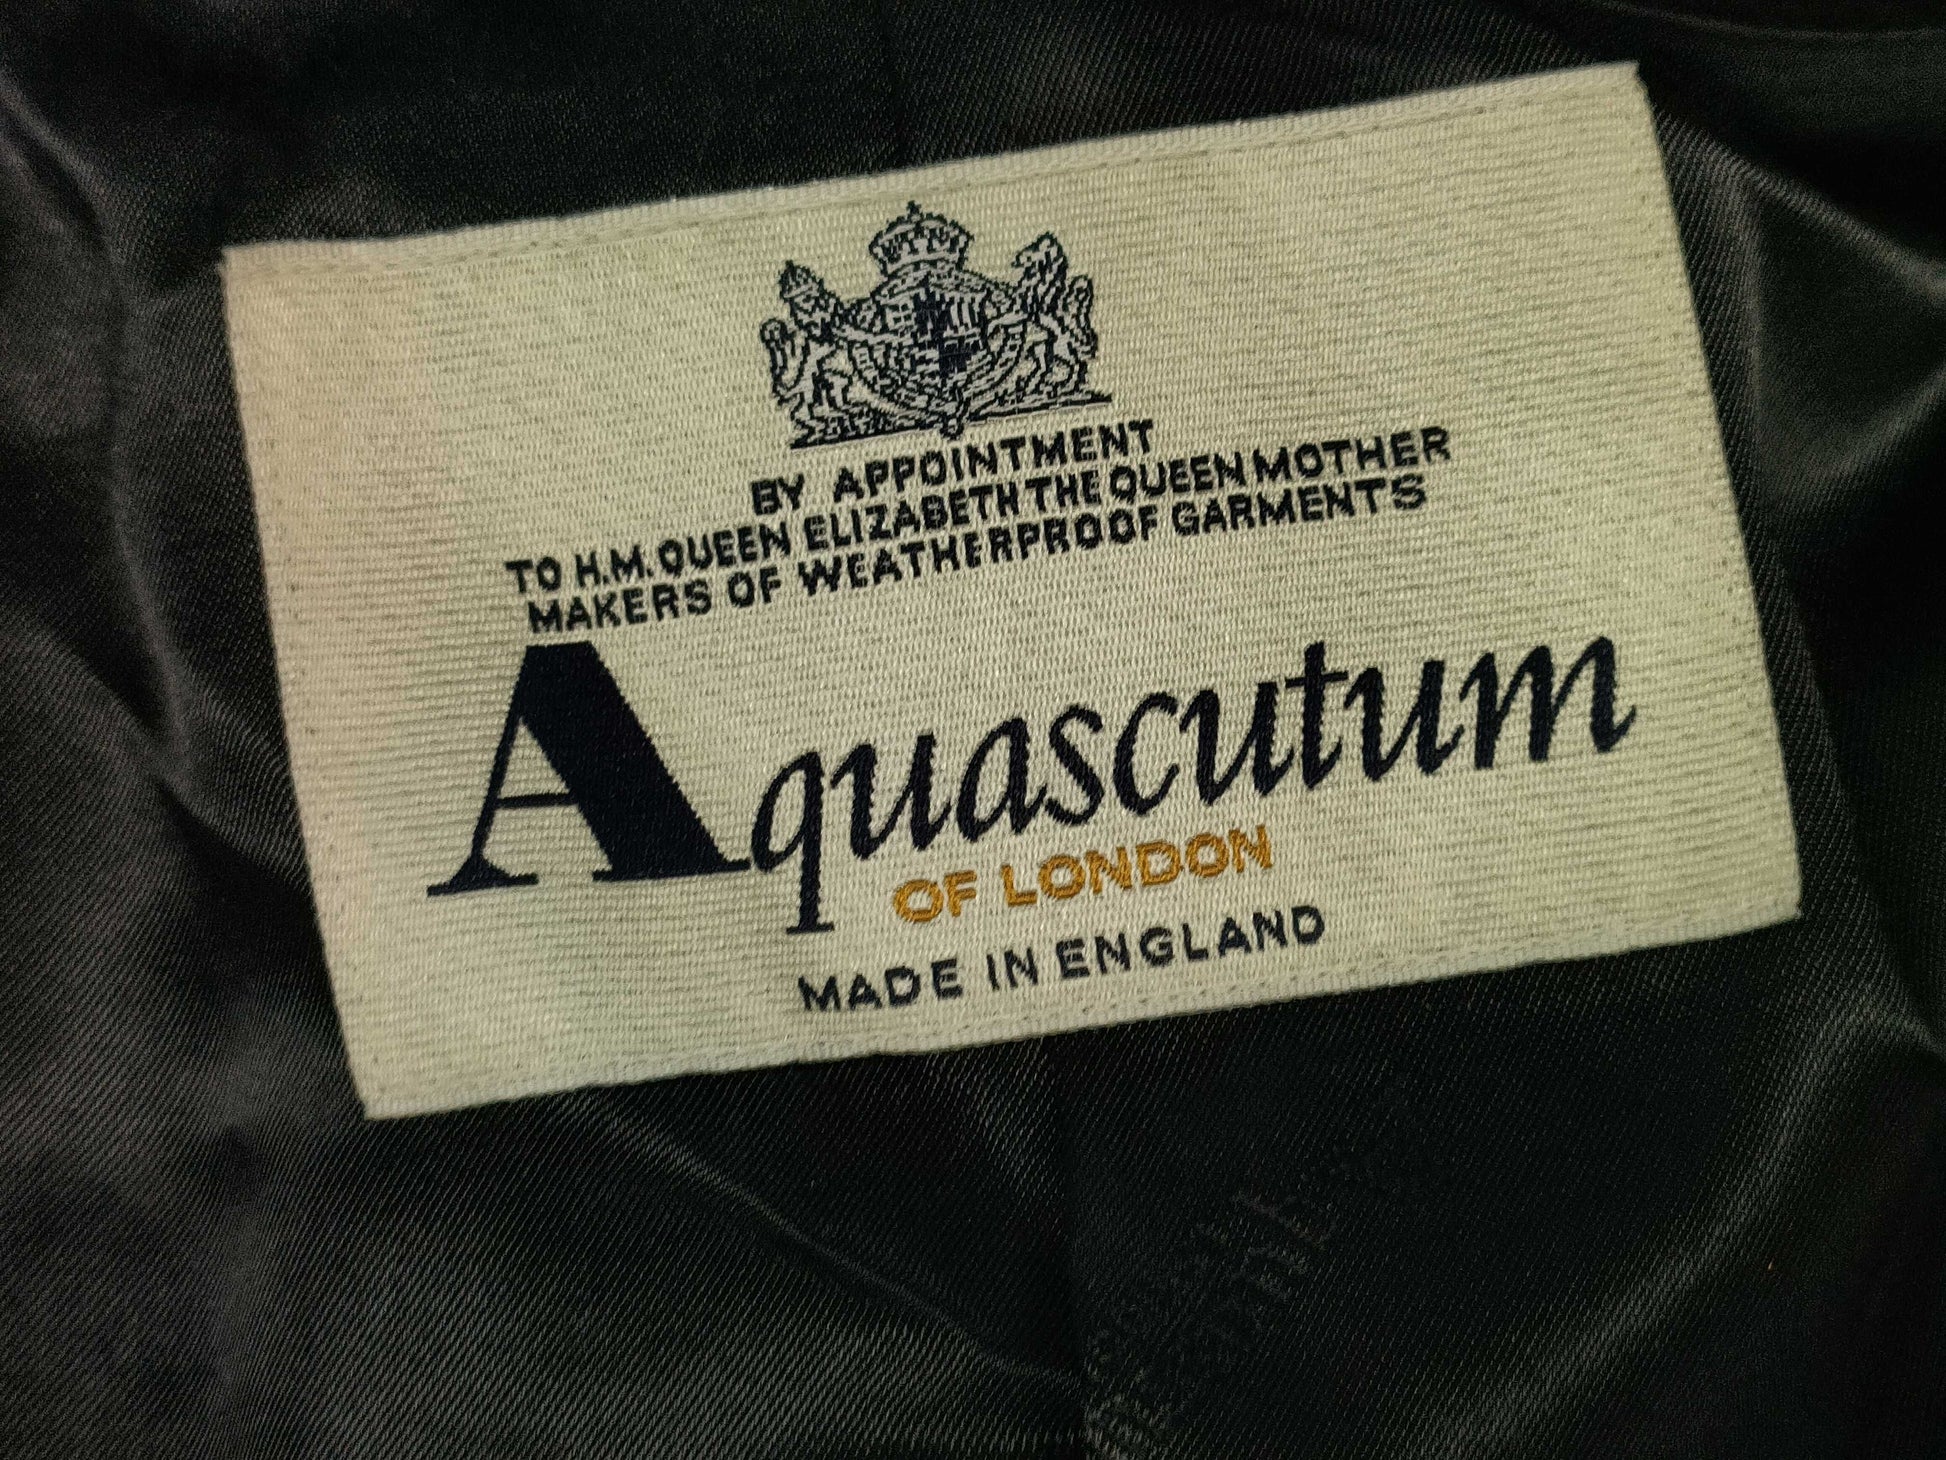 BY APPOINTMENT
TO H.M. QUEEN ELIZABETH THE QUEEN MOTHER
MAKERS OF WEATHERPROOF GARMENTS
Aquascutum
OF LONDON
MADE IN ENGLAND